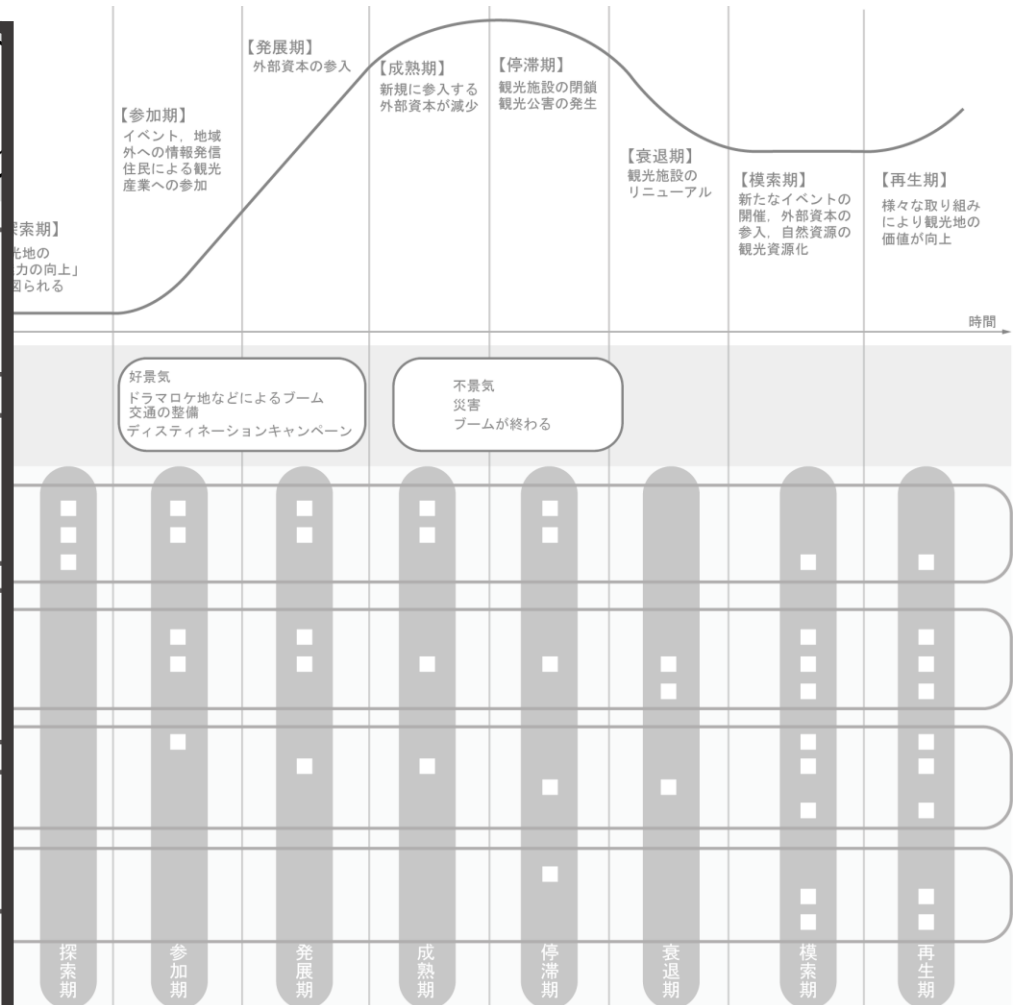 【発展期】
外部資本の参入
【成熟期】
新規に参入する
外部資本が減少
【停滞期】
観光施設の閉鎖
観光公害の発生
【参加期】
イベント，地域
外への情報発信
住民による観光
産業への参加
【衰退期】
観光施設の
リニューアル
【模索期】
新たなイベントの
開催，外部資本の
参入，自然資源の
観光資源化
【再生期】
様々な取り組み
により観光地の
価値が向上
索期】
光地の
力の向上」
図られる
時間
好景気
ドラマロケ地などによるブーム
交通の整備
ディスティネーションキャンペーン
不景気
災害
ブームが終わる
探索期
参加期
発展期
成熟期
停滞期
衰退期
模索期
再生期